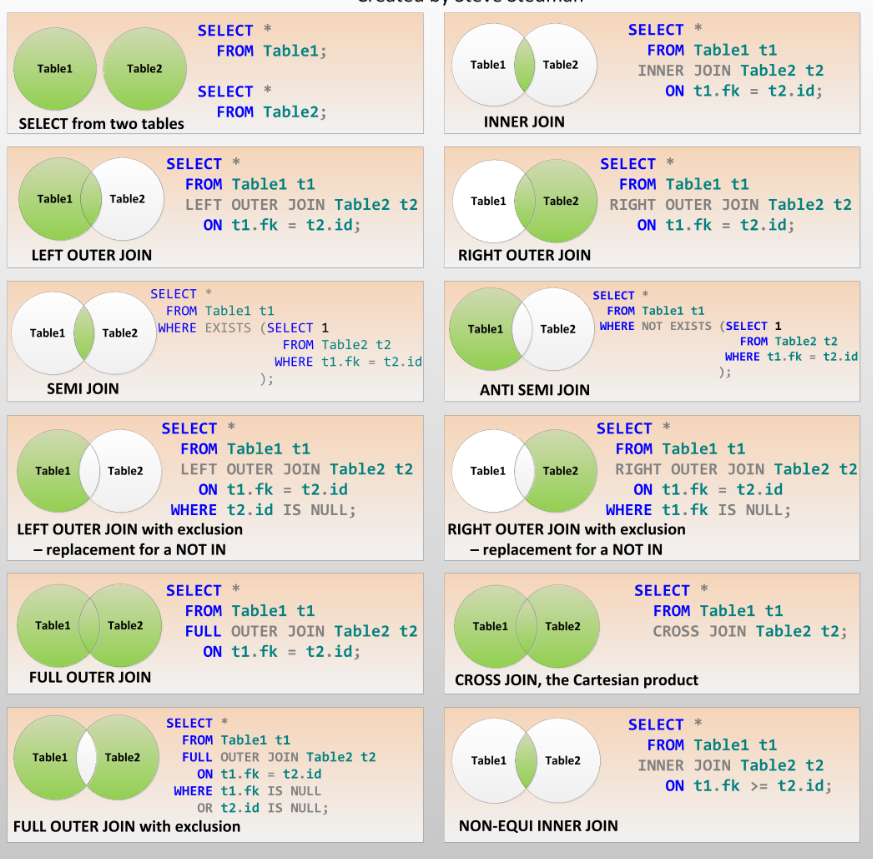 Created by Steve Stedman
Table1
Table2
SELECT *
FROM Table1;
SELECT *
FROM Table2;
SELECT from two tables
Table1
Table2
SELECT *
FROM Table1 t1
INNER JOIN Table2 t2
ON t1.fk = t2.id;
INNER JOIN
Table1
Table2
SELECT *
FROM Table1 t1
LEFT OUTER JOIN Table2 t2
ON t1.fk = t2.id;
LEFT OUTER JOIN
Table1
Table2
SELECT *
FROM Table1 t1
RIGHT OUTER JOIN Table2 t2
ON t1.fk = t2.id;
RIGHT OUTER JOIN
Table1
Table2
SELECT *
FROM Table1 t1
WHERE EXISTS (SELECT 1
FROM Table2 t2
WHERE t1.fk = t2.id
);
SEMI JOIN
Table1
Table2
SELECT *
FROM Table1 t1
WHERE NOT EXISTS (SELECT 1
FROM Table2 t2
WHERE t1.fk = t2.id
);
ANTI SEMI JOIN
Table1
Table2
SELECT *
FROM Table1 t1
LEFT OUTER JOIN Table2 t2
ON t1.fk = t2.id
WHERE t2.id IS NULL;
LEFT OUTER JOIN with exclusion
– replacement for a NOT IN
Table1
Table2
SELECT *
FROM Table1 t1
RIGHT OUTER JOIN Table2 t2
ON t1.fk = t2.id
WHERE t1.fk IS NULL;
RIGHT OUTER JOIN with exclusion
– replacement for a NOT IN
Table1
Table2
SELECT *
FROM Table1 t1
FULL OUTER JOIN Table2 t2
ON t1.fk = t2.id;
FULL OUTER JOIN
Table1
Table2
SELECT *
FROM Table1 t1
CROSS JOIN Table2 t2;
CROSS JOIN, the Cartesian product
Table1
Table2
SELECT *
FROM Table1 t1
FULL OUTER JOIN Table2 t2
ON t1.fk = t2.id
WHERE t1.fk IS NULL
OR t2.id IS NULL;
FULL OUTER JOIN with exclusion
Table1
Table2
SELECT *
FROM Table1 t1
INNER JOIN Table2 t2
ON t1.fk >= t2.id;
NON-EQUI INNER JOIN